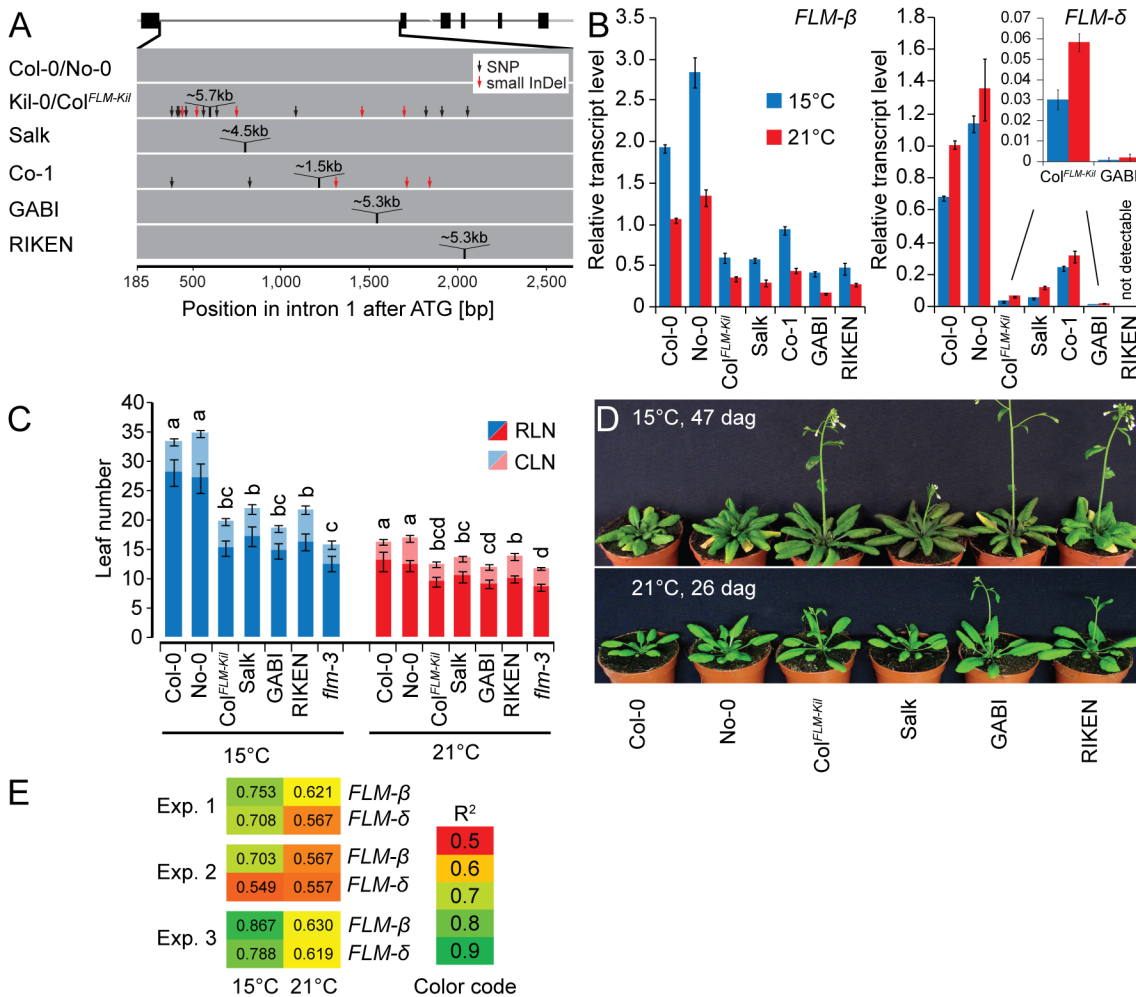 A
Col-0/No-0
Kil-0/Col^FLM-Kil
Salk
Co-1
GABI
RIKEN
SNP
small InDel
~5.7kb
~4.5kb
~1.5kb
~5.3kb
~5.3kb
185 500 1,000 1,500 2,000 2,500
Position in intron 1 after ATG [bp]
B
FLM-β
Relative transcript level
3.5
3.0
2.5
2.0
1.5
1.0
0.5
0.0
15°C
21°C
Col-0 No-0 Col^FLM-Kil Salk Co-1 GABI RIKEN
FLM-δ
Relative transcript level
1.8
1.6
1.4
1.2
1.0
0.8
0.6
0.4
0.2
0
0.07
0.06
0.05
0.04
0.03
0.02
0.01
0
Col^FLM-Kil GABI
not detectable
Col-0 No-0 Col^FLM-Kil Salk Co-1 GABI RIKEN
C
Leaf number
40
35
30
25
20
15
10
5
0
RLN
CLN
a a bc b bc b c
a a bcd bc cd b d
Col-0 No-0 Col^FLM-Kil Salk GABI RIKEN flm-3
Col-0 No-0 Col^FLM-Kil Salk GABI RIKEN flm-3
15°C 21°C
D
15°C, 47 dag
21°C, 26 dag
Col-0 No-0 Col^FLM-Kil Salk GABI RIKEN
E
Exp. 1
0.753 0.621 FLM-β
0.708 0.567 FLM-δ
Exp. 2
0.703 0.567 FLM-β
0.549 0.557 FLM-δ
Exp. 3
0.867 0.630 FLM-β
0.788 0.619 FLM-δ
15°C 21°C
R²
0.5
0.6
0.7
0.8
0.9
Color code